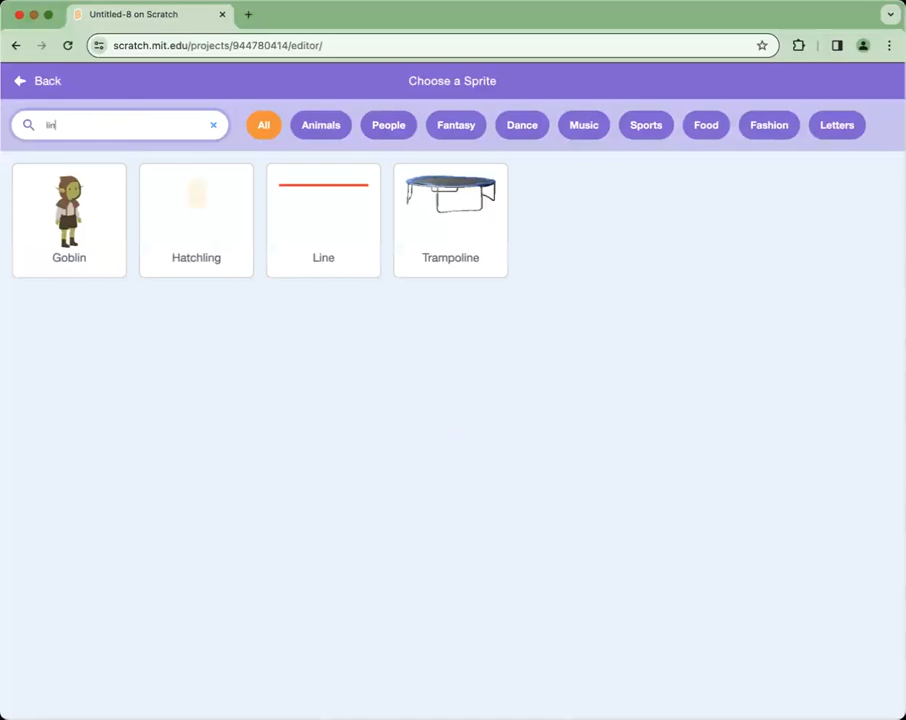 Untitled-8 on Scratch
scratch.mit.edu/projects/944780414/editor/
Back
Choose a Sprite
lin
All
Animals
People
Fantasy
Dance
Music
Sports
Food
Fashion
Letters
Goblin
Hatchling
Line
Trampoline